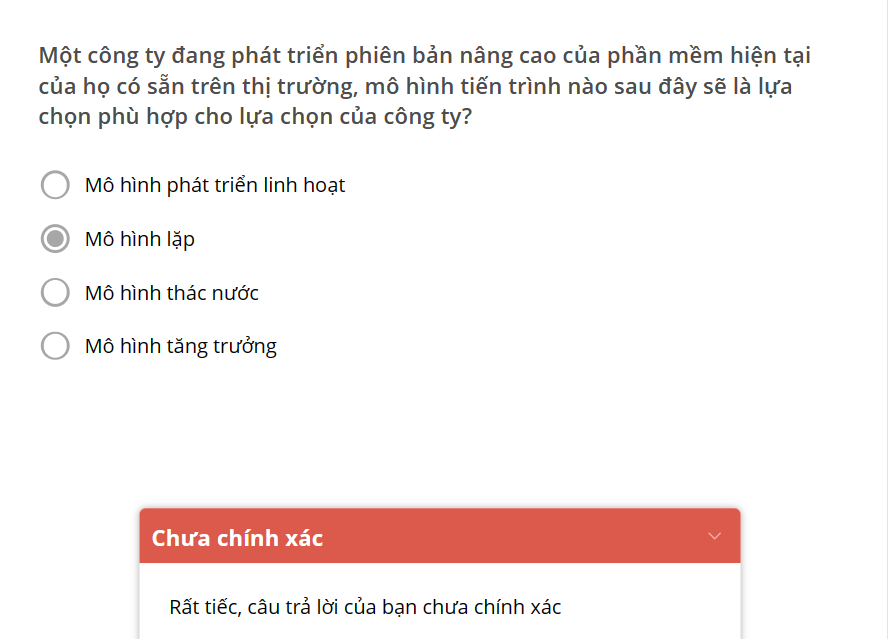 Một công ty đang phát triển phiên bản nâng cao của phần mềm hiện tại
của họ có sẵn trên thị trường, mô hình tiến trình nào sau đây sẽ là lựa
chọn phù hợp cho lựa chọn của công ty?
Mô hình phát triển linh hoạt
Mô hình lặp
Mô hình thác nước
Mô hình tăng trưởng
Chưa chính xác
Rất tiếc, câu trả lời của bạn chưa chính xác